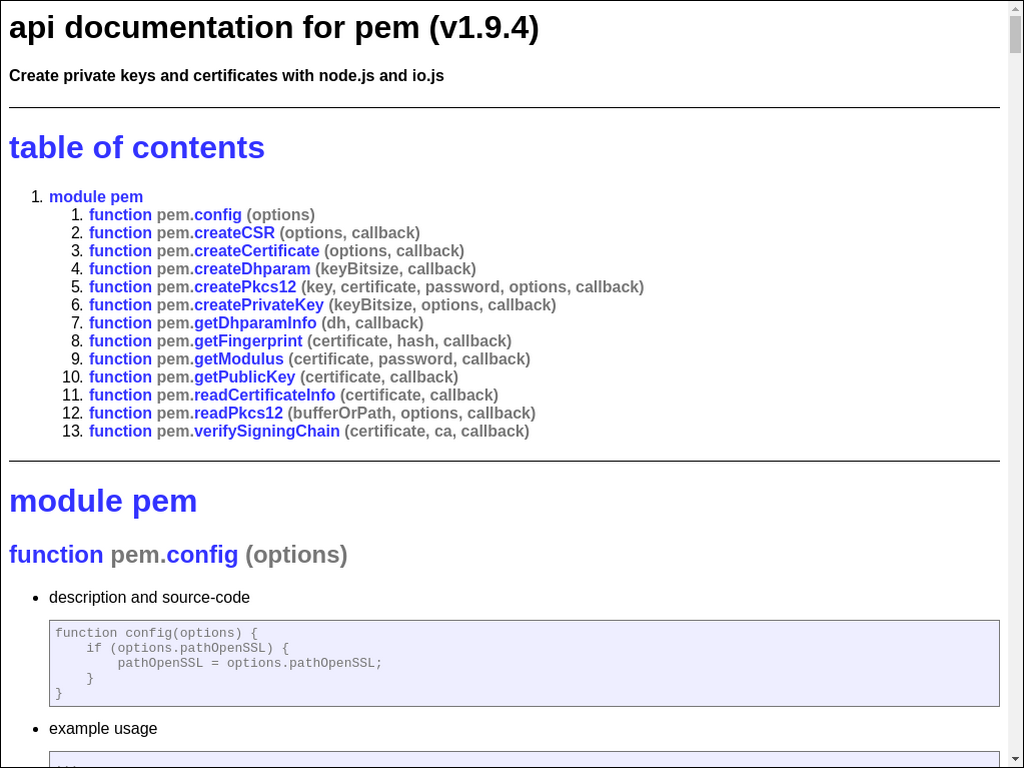 api documentation for pem (v1.9.4)
Create private keys and certificates with node.js and io.js
table of contents
1. module pem
1. function pem.config (options)
2. function pem.createCSR (options, callback)
3. function pem.createCertificate (options, callback)
4. function pem.createDhparam (keyBitsize, callback)
5. function pem.createPkcs12 (key, certificate, password, options, callback)
6. function pem.createPrivateKey (keyBitsize, options, callback)
7. function pem.getDhparamInfo (dh, callback)
8. function pem.getFingerprint (certificate, hash, callback)
9. function pem.getModulus (certificate, password, callback)
10. function pem.getPublicKey (certificate, callback)
11. function pem.readCertificateInfo (certificate, callback)
12. function pem.readPkcs12 (bufferOrPath, options, callback)
13. function pem.verifySigningChain (certificate, ca, callback)
module pem
function pem.config (options)
• description and source-code
function config(options) {
    if (options.pathOpenSSL) {
        pathOpenSSL = options.pathOpenSSL;
    }
}
• example usage
...